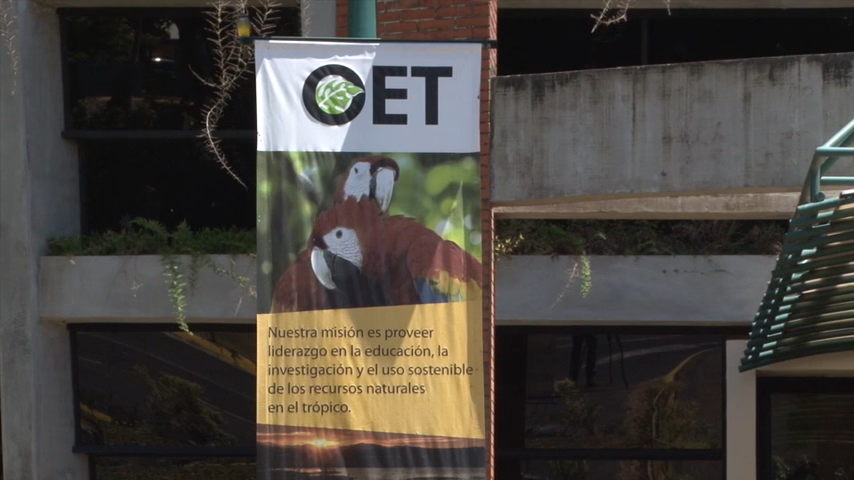 OET
Nuestra misión es proveer
liderazgo en la educación, la
investigación y el uso sostenible
de los recursos naturales
en el trópico.